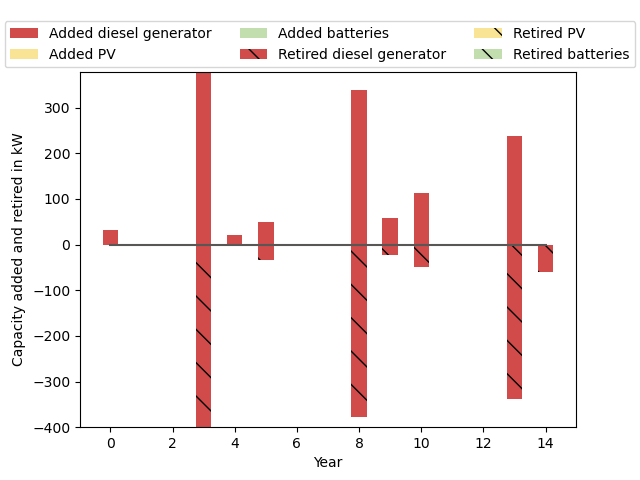 Added diesel generator
Added PV
Added batteries
Retired diesel generator
Retired PV
Retired batteries
Capacity added and retired in kW
300
200
100
0
−100
−200
−300
−400
0 2 4 6 8 10 12 14
Year